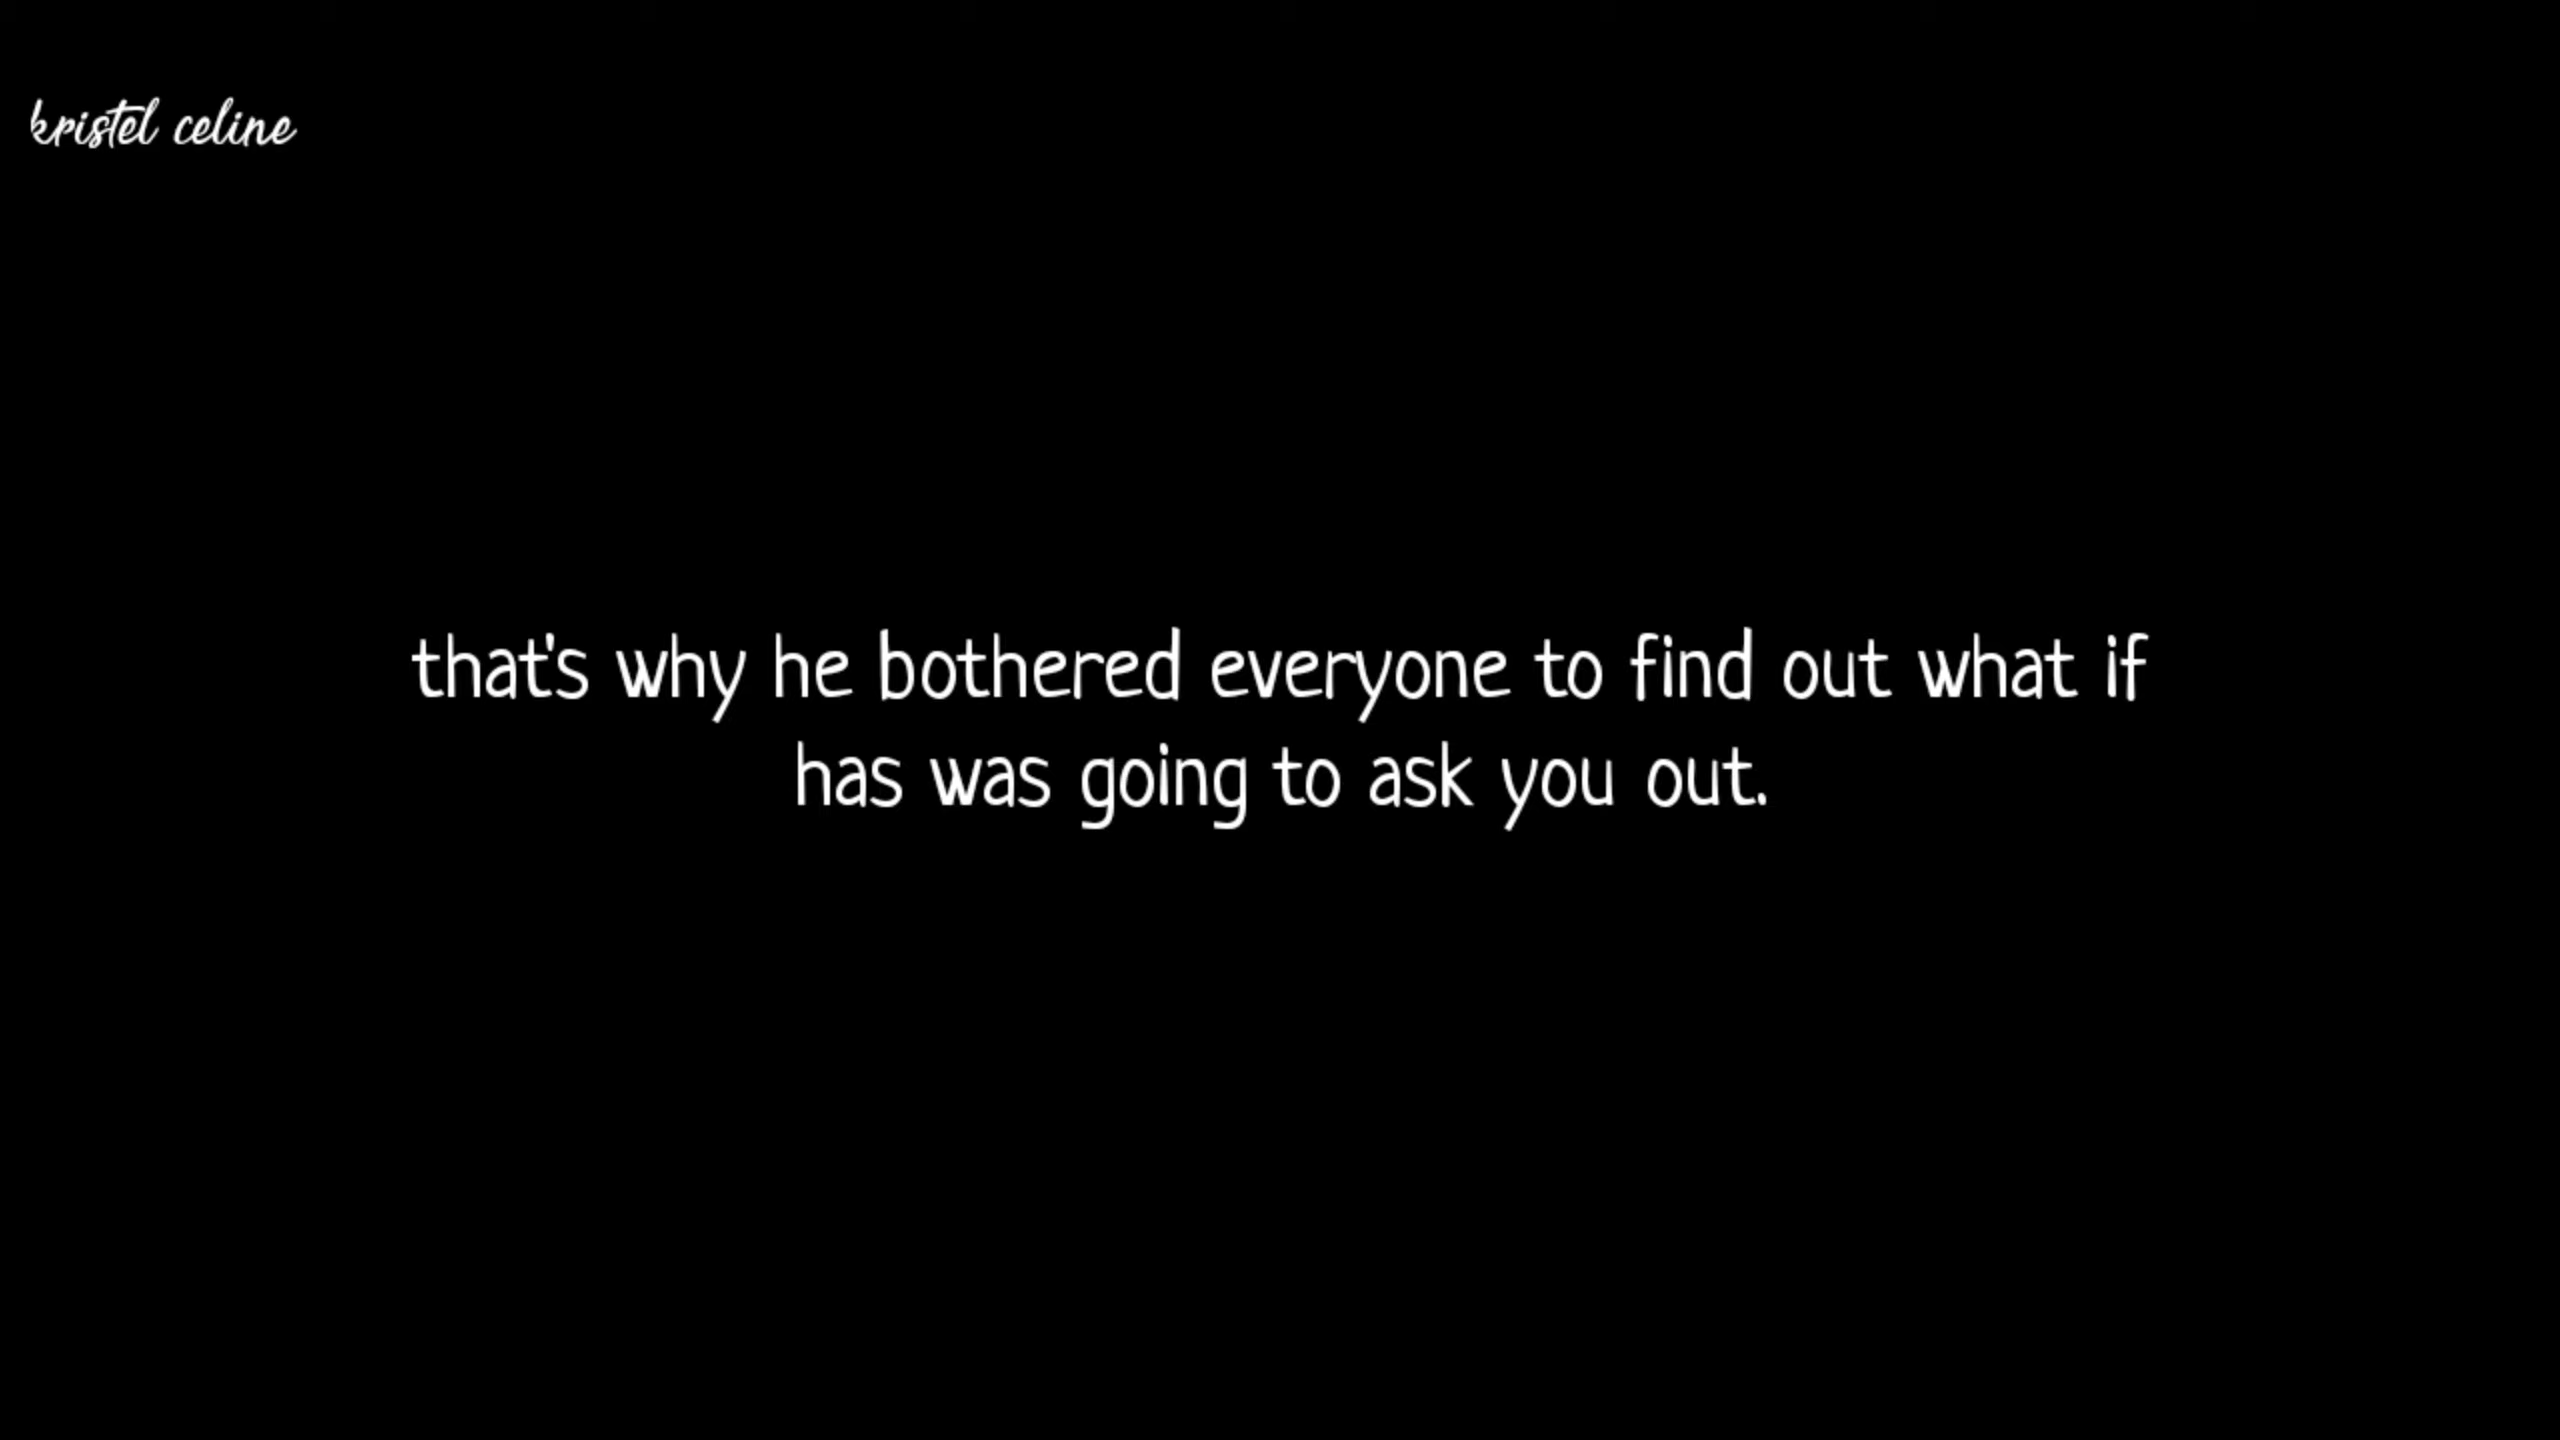 kristel celine
that's why he bothered everyone to find out what if
has was going to ask you out.